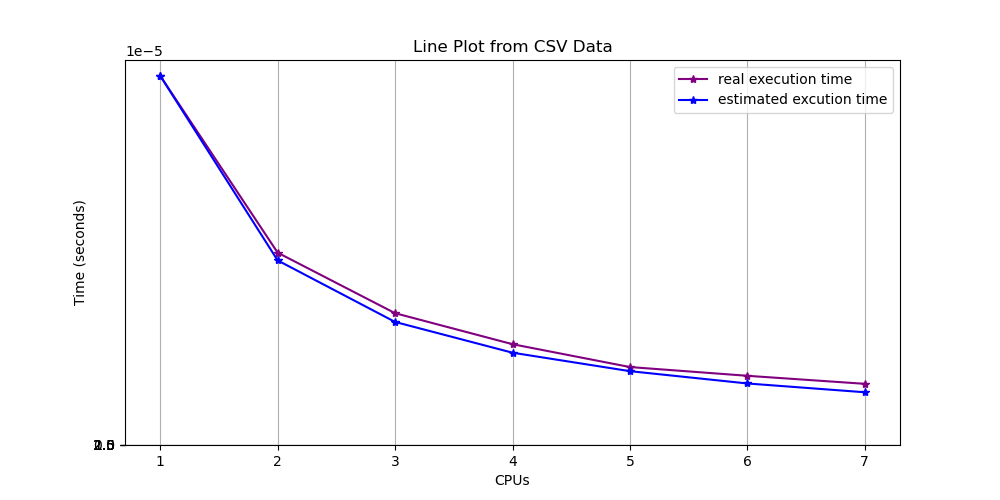 Line Plot from CSV Data
1e−5
real execution time
estimated excution time
Time (seconds)
1 2 3 4 5 6 7
CPUs